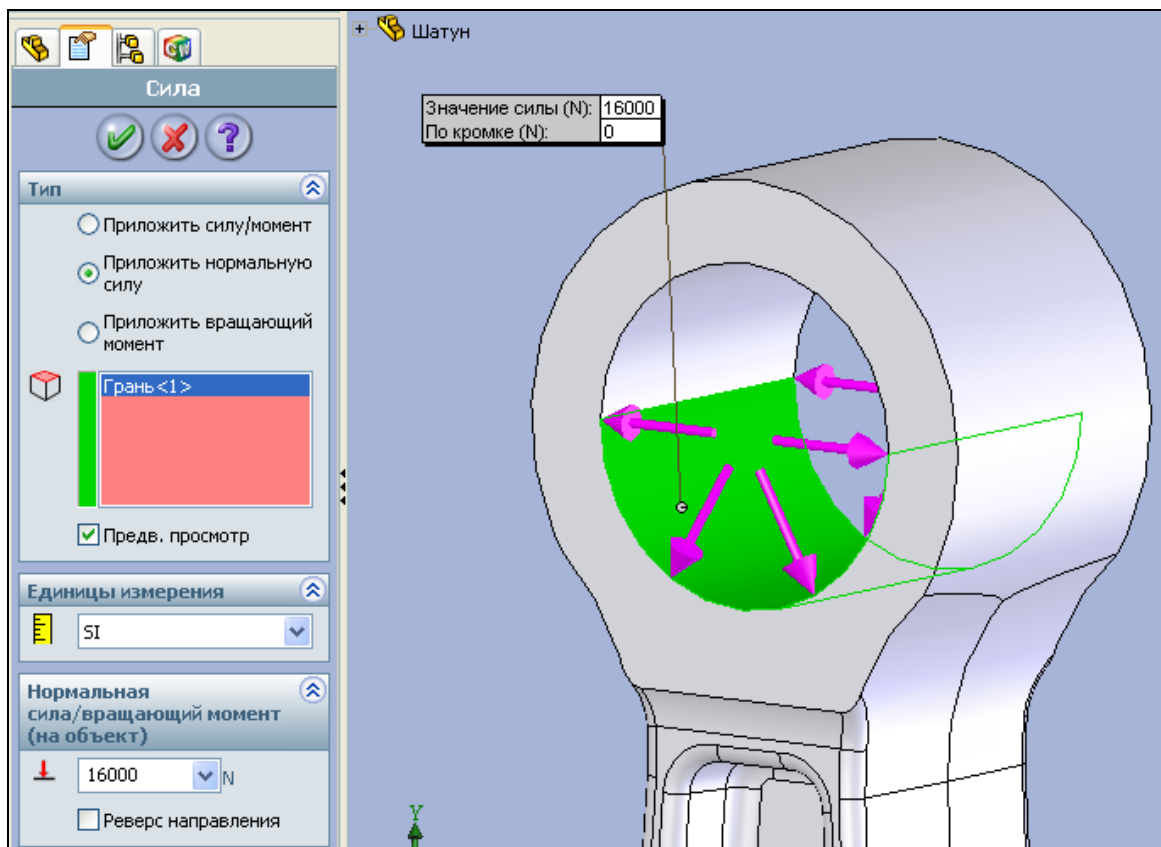 Шатун
Сила
Значение силы (N): 16000
По кромке (N): 0
Тип
Приложить силу/момент
Приложить нормальную
силу
Приложить вращающий
момент
Грань<1>
Предв. просмотр
Единицы измерения
SI
Нормальная
сила/вращающий момент
(на объект)
16000 N
Реверс направления
Y